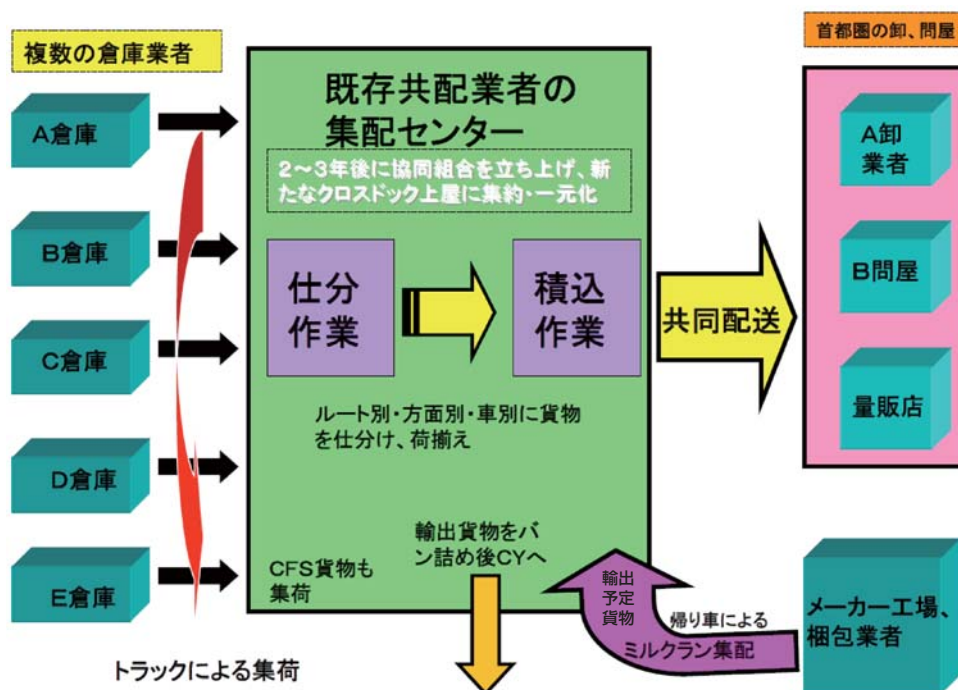 複数の倉庫業者
A倉庫
B倉庫
C倉庫
D倉庫
E倉庫
トラックによる集荷
既存共配業者の
集配センター
2〜3年後に協同組合を立ち上げ、新
たなクロスドック上屋に集約・一元化
仕分
作業
積込
作業
ルート別・方面別・車別に貨物
を仕分け、荷揃え
CFS貨物も
集荷
輸出貨物をバ
ン詰め後CYへ
共同配送
首都圏の卸、問屋
A卸
業者
B問屋
量販店
輸出
予定
貨物
帰り車による
ミルクラン集配
メーカー工場、
梱包業者